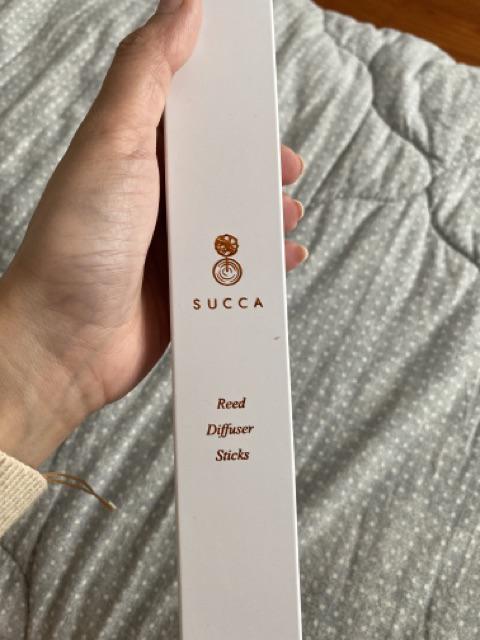 SUCCA
Reed
Diffuser
Sticks